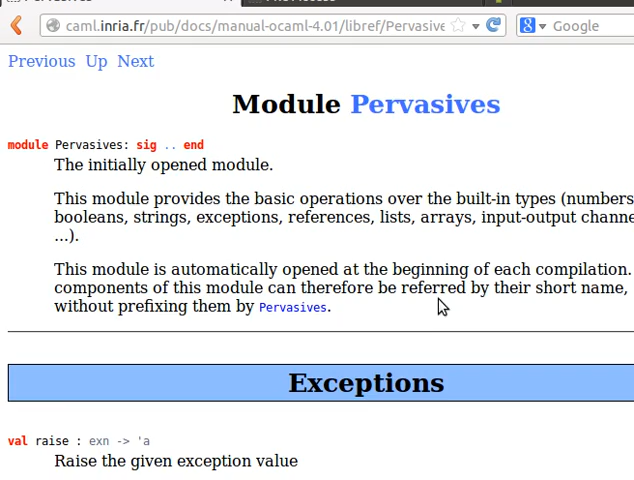 caml.inria.fr/pub/docs/manual-ocaml-4.01/libref/Pervasive
Google
Previous Up Next
Module Pervasives
module Pervasives: sig .. end
The initially opened module.
This module provides the basic operations over the built-in types (numbers
booleans, strings, exceptions, references, lists, arrays, input-output channe
...).
This module is automatically opened at the beginning of each compilation.
components of this module can therefore be referred by their short name,
without prefixing them by Pervasives.
Exceptions
val raise : exn -> 'a
Raise the given exception value